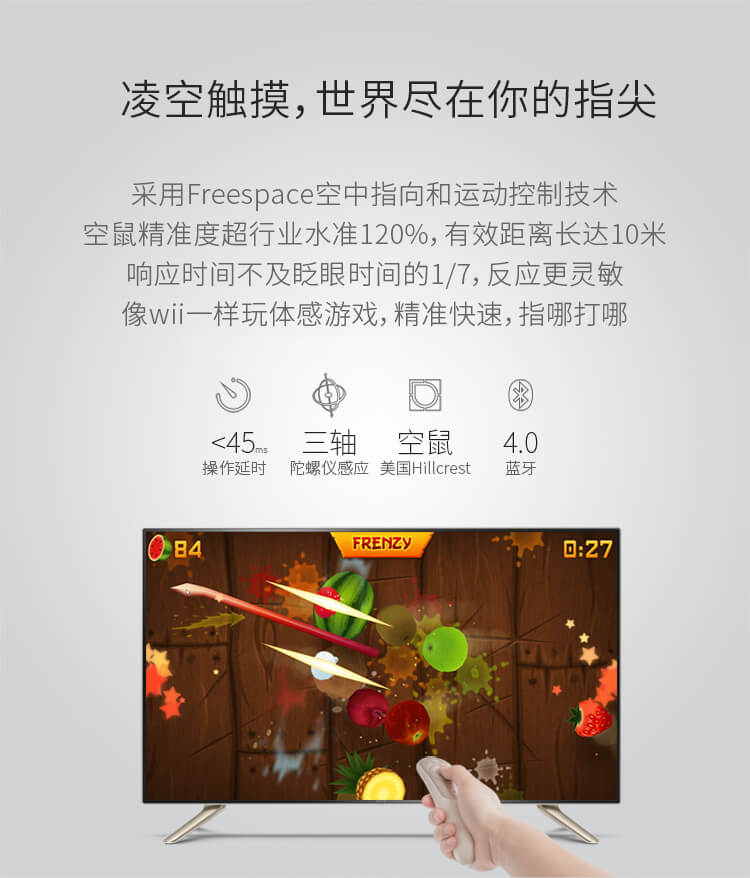 凌空触摸，世界尽在你的指尖
采用Freespace空中指向和运动控制技术
空鼠精准度超行业水准120%，有效距离长达10米
响应时间不及眨眼时间的1/7，反应更灵敏
像wii一样玩体感游戏，精准快速，指哪打哪
<45ms 三轴 空鼠 4.0
操作延时 陀螺仪感应 美国Hillcrest 蓝牙
84 FRENZY 0:27